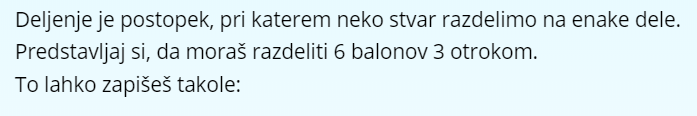 Deljenje je postopek, pri katerem neko stvar razdelimo na enake dele.
Predstavljaj si, da moraš razdeliti 6 balonov 3 otrokom.
To lahko zapišeš takole: